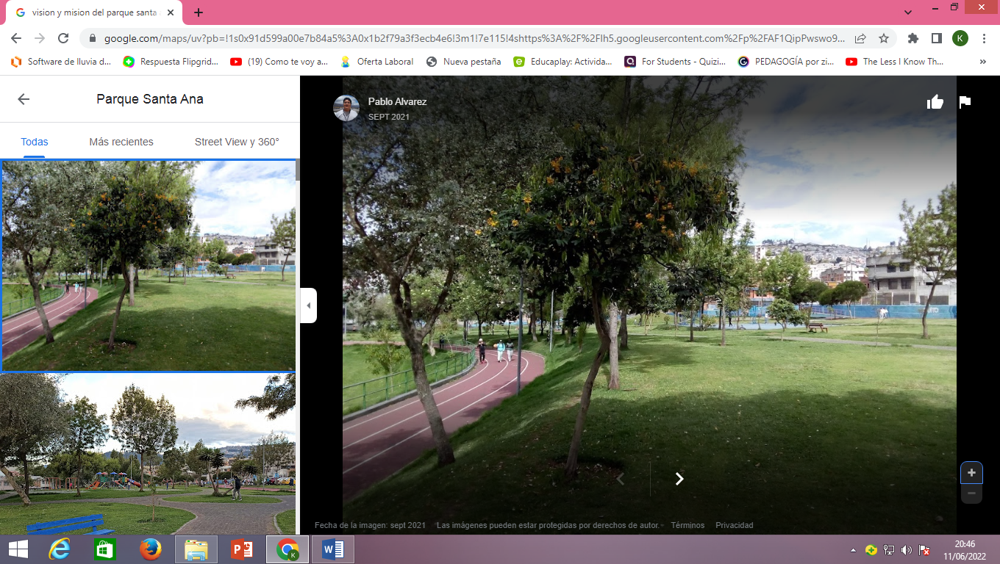 vision y mision del parque santa
google.com/maps/uv?pb=!1s0x91d599a00e7b84a5%3A0x1b2f79a3f3ecb4e6!3m1!7e115!4shttps%3A%2F%2Flh5.googleusercontent.com%2Fp%2FAF1QipPwswo9...
K
Software de lluvia d...
Respuesta Flipgrid...
(19) Como te voy a...
Oferta Laboral
Nueva pestaña
Educaplay: Activida...
For Students - Quizi...
PEDAGOGÍA por zi...
The Less I Know Th...
»
Parque Santa Ana
Pablo Alvarez
SEPT 2021
Todas
Más recientes
Street View y 360°
Fecha de la imagen: sept 2021
Las imágenes pueden estar protegidas por derechos de autor.
Términos
Privacidad
20:46
11/06/2022